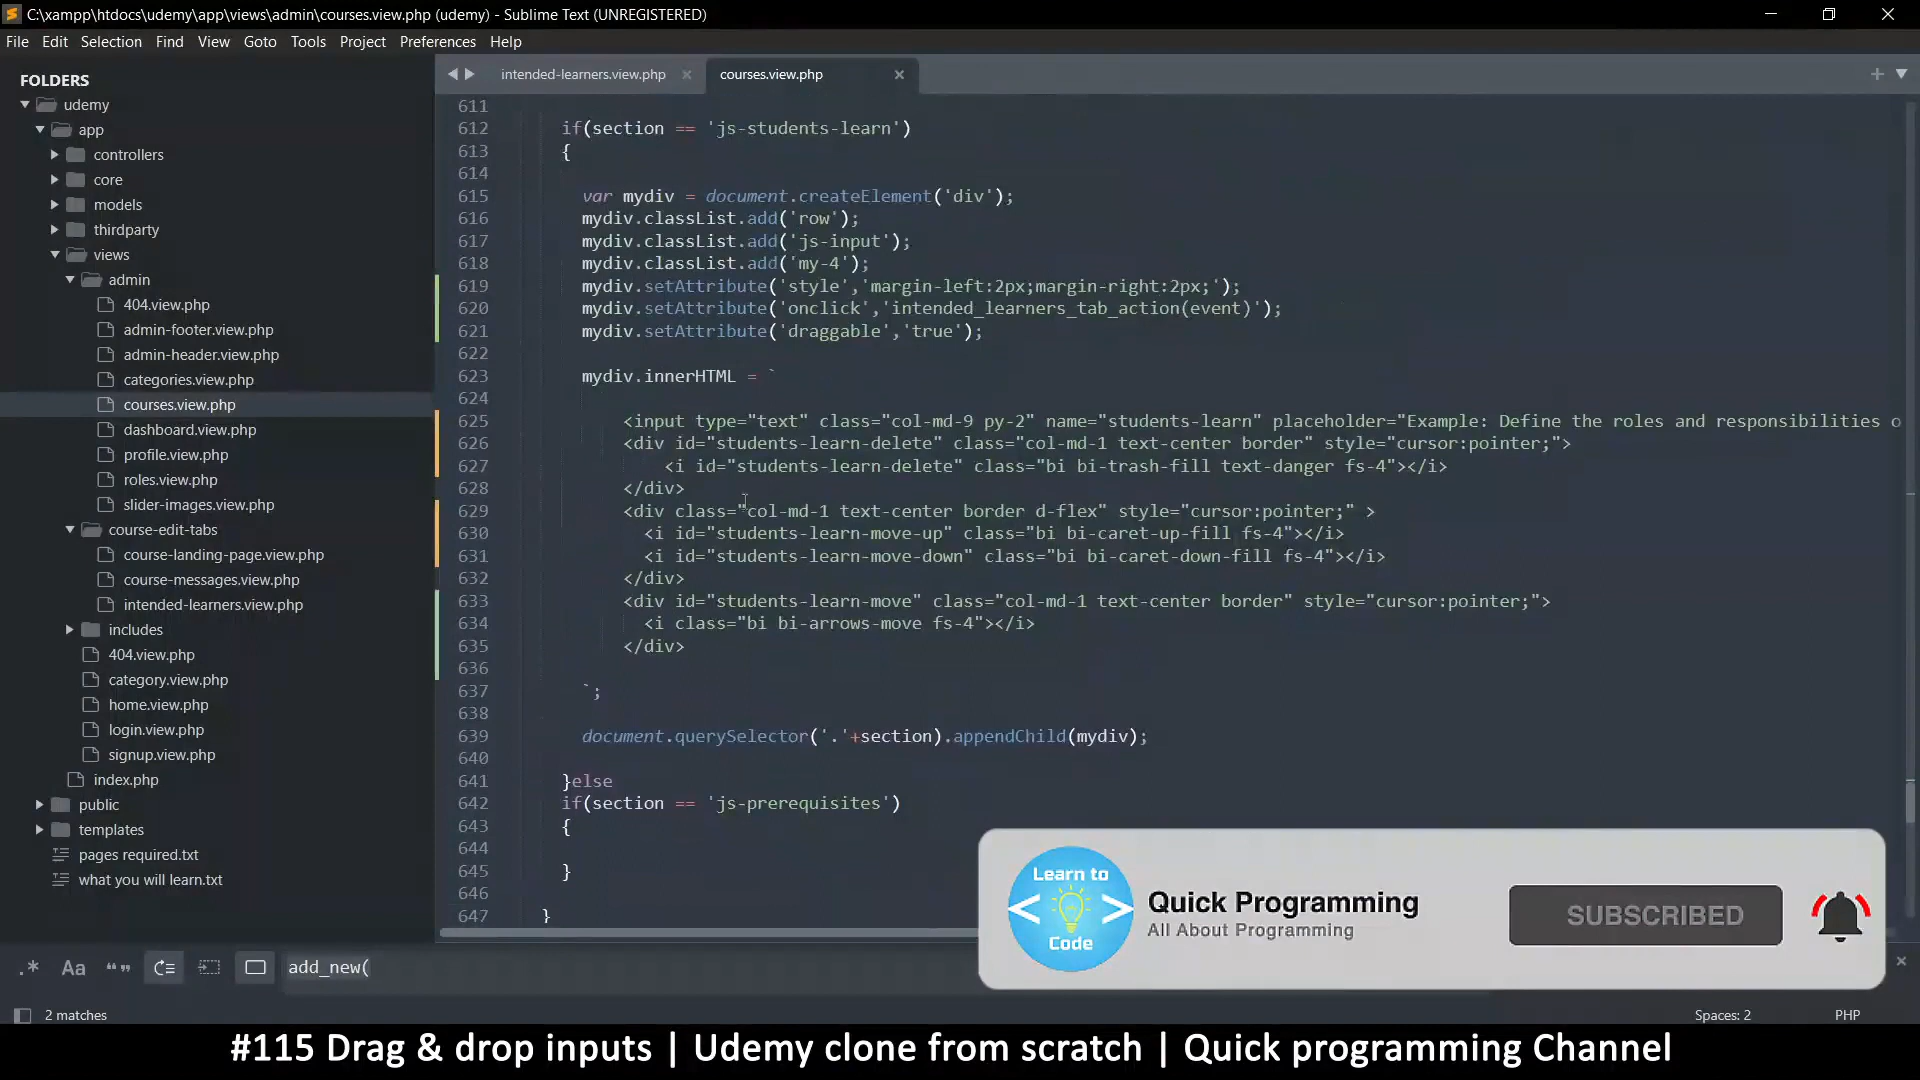 C:\xampp\htdocs\udemy\app\views\admin\courses.view.php (udemy) - Sublime Text (UNREGISTERED)
File Edit Selection Find View Goto Tools Project Preferences Help
FOLDERS
udemy
app
controllers
core
models
thirdparty
views
admin
404.view.php
admin-footer.view.php
admin-header.view.php
categories.view.php
courses.view.php
dashboard.view.php
profile.view.php
roles.view.php
slider-images.view.php
course-edit-tabs
course-landing-page.view.php
course-messages.view.php
intended-learners.view.php
includes
404.view.php
category.view.php
home.view.php
login.view.php
signup.view.php
index.php
public
templates
pages required.txt
what you will learn.txt
intended-learners.view.php courses.view.php
611
612 if(section == 'js-students-learn')
613 {
614
615 var mydiv = document.createElement('div');
616 mydiv.classList.add('row');
617 mydiv.classList.add('js-input');
618 mydiv.classList.add('my-4');
619 mydiv.setAttribute('style','margin-left:2px;margin-right:2px;');
620 mydiv.setAttribute('onclick','intended_learners_tab_action(event)');
621 mydiv.setAttribute('draggable','true');
622
623 mydiv.innerHTML = `
624
625 <input type="text" class="col-md-9 py-2" name="students-learn" placeholder="Example: Define the roles and responsibilities o
626 <div id="students-learn-delete" class="col-md-1 text-center border" style="cursor:pointer;">
627 <i id="students-learn-delete" class="bi bi-trash-fill text-danger fs-4"></i>
628 </div>
629 <div class="col-md-1 text-center border d-flex" style="cursor:pointer;" >
630 <i id="students-learn-move-up" class="bi bi-caret-up-fill fs-4"></i>
631 <i id="students-learn-move-down" class="bi bi-caret-down-fill fs-4"></i>
632 </div>
633 <div id="students-learn-move" class="col-md-1 text-center border" style="cursor:pointer;">
634 <i class="bi bi-arrows-move fs-4"></i>
635 </div>
636
637 `;
638
639 document.querySelector('.'+section).appendChild(mydiv);
640
641 }else
642 if(section == 'js-prerequisites')
643 {
644
645 }
646
647 }
Learn to
< >
Code
Quick Programming
All About Programming
SUBSCRIBED
.* Aa “” add_new(
2 matches Spaces: 2 PHP
#115 Drag & drop inputs | Udemy clone from scratch | Quick programming Channel